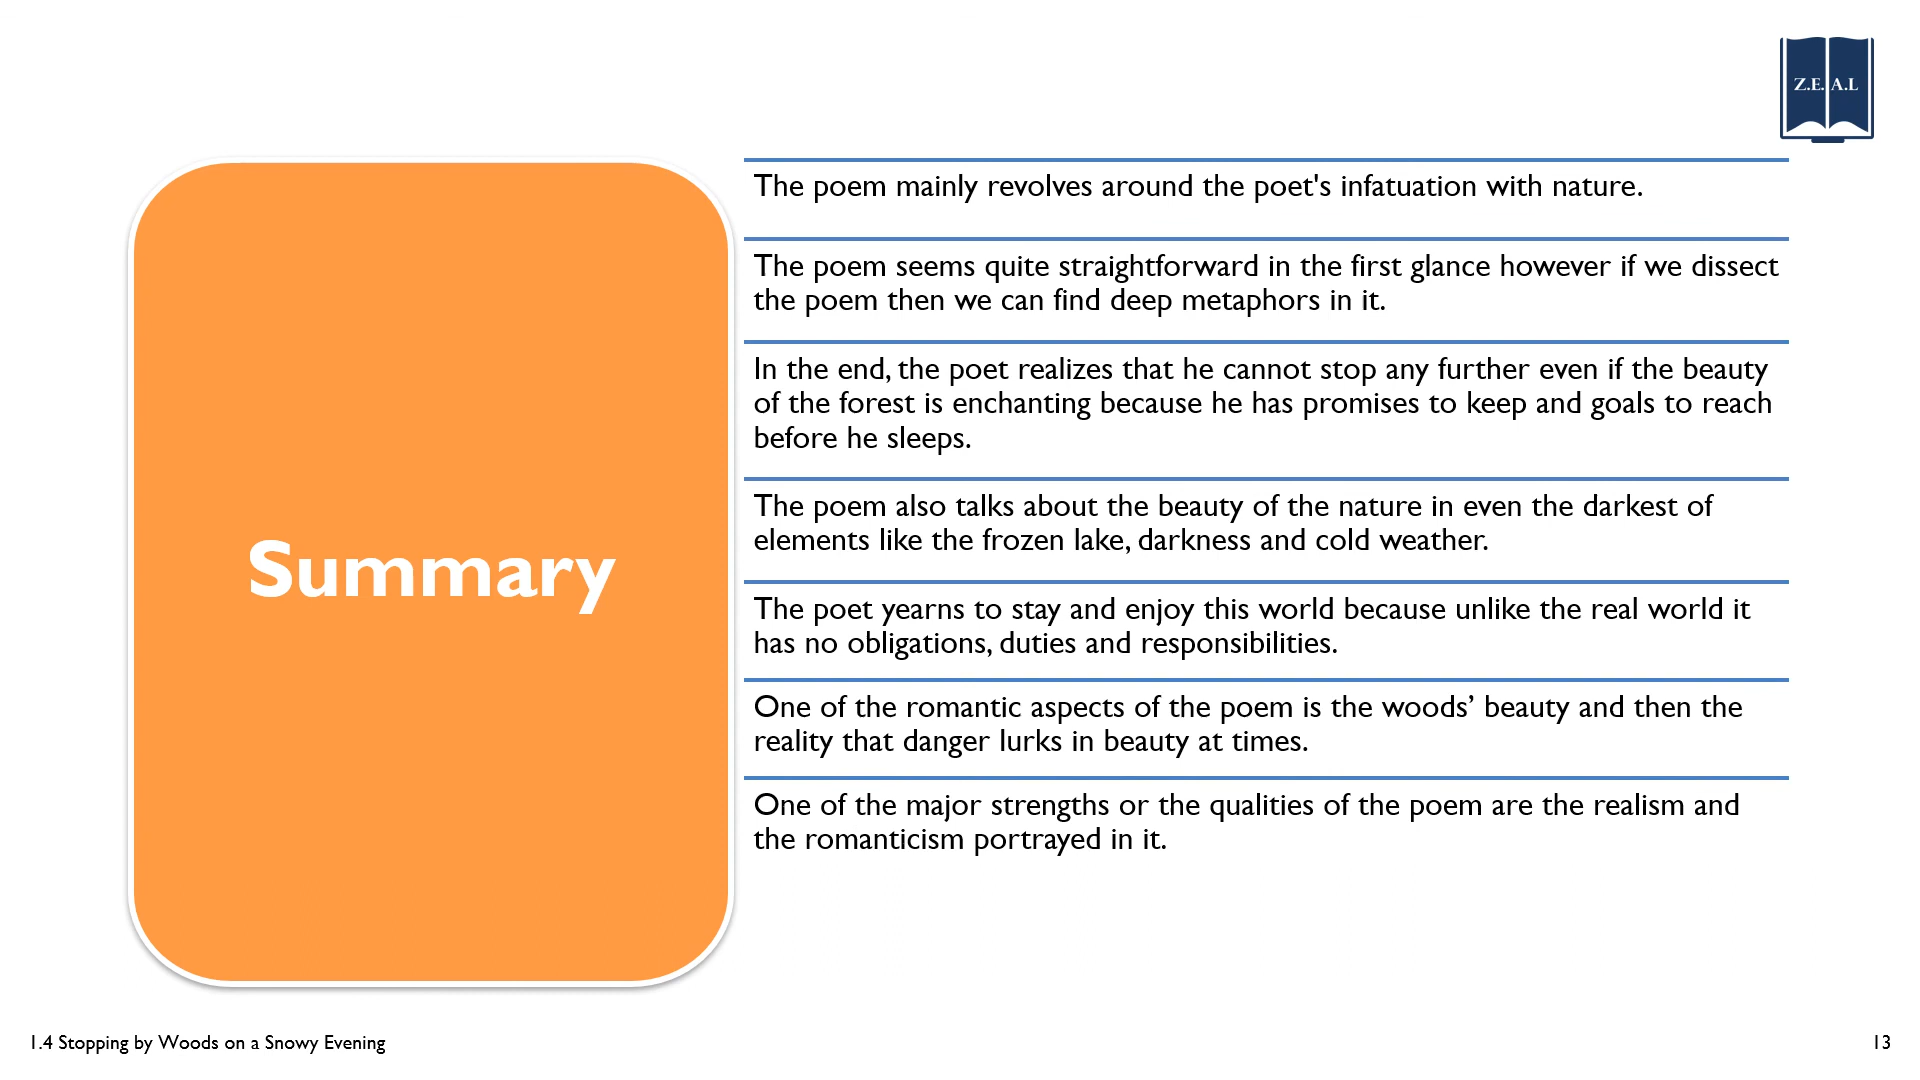 Z.E. A.L
Summary
The poem mainly revolves around the poet's infatuation with nature.
The poem seems quite straightforward in the first glance however if we dissect
the poem then we can find deep metaphors in it.
In the end, the poet realizes that he cannot stop any further even if the beauty
of the forest is enchanting because he has promises to keep and goals to reach
before he sleeps.
The poem also talks about the beauty of the nature in even the darkest of
elements like the frozen lake, darkness and cold weather.
The poet yearns to stay and enjoy this world because unlike the real world it
has no obligations, duties and responsibilities.
One of the romantic aspects of the poem is the woods’ beauty and then the
reality that danger lurks in beauty at times.
One of the major strengths or the qualities of the poem are the realism and
the romanticism portrayed in it.
1.4 Stopping by Woods on a Snowy Evening
13